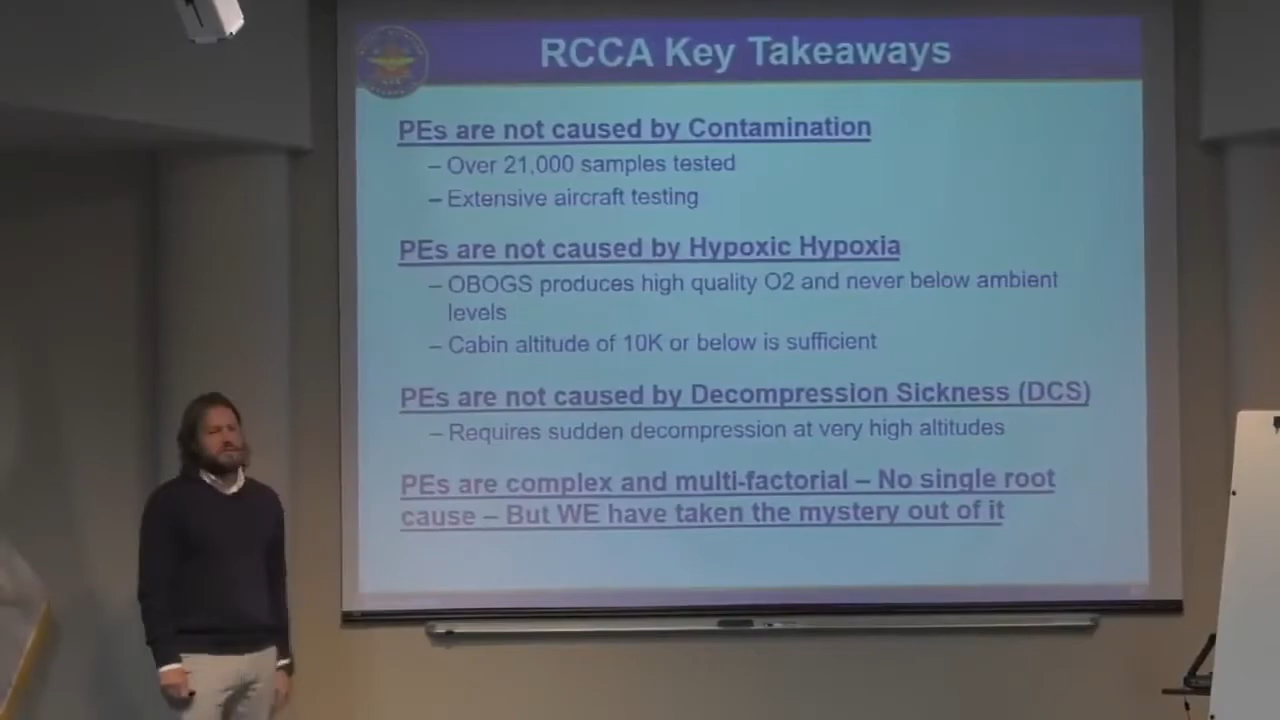 RCCA Key Takeaways
PEs are not caused by Contamination
– Over 21,000 samples tested
– Extensive aircraft testing
PEs are not caused by Hypoxic Hypoxia
– OBOGS produces high quality O2 and never below ambient
levels
– Cabin altitude of 10K or below is sufficient
PEs are not caused by Decompression Sickness (DCS)
– Requires sudden decompression at very high altitudes
PEs are complex and multi-factorial – No single root
cause – But WE have taken the mystery out of it